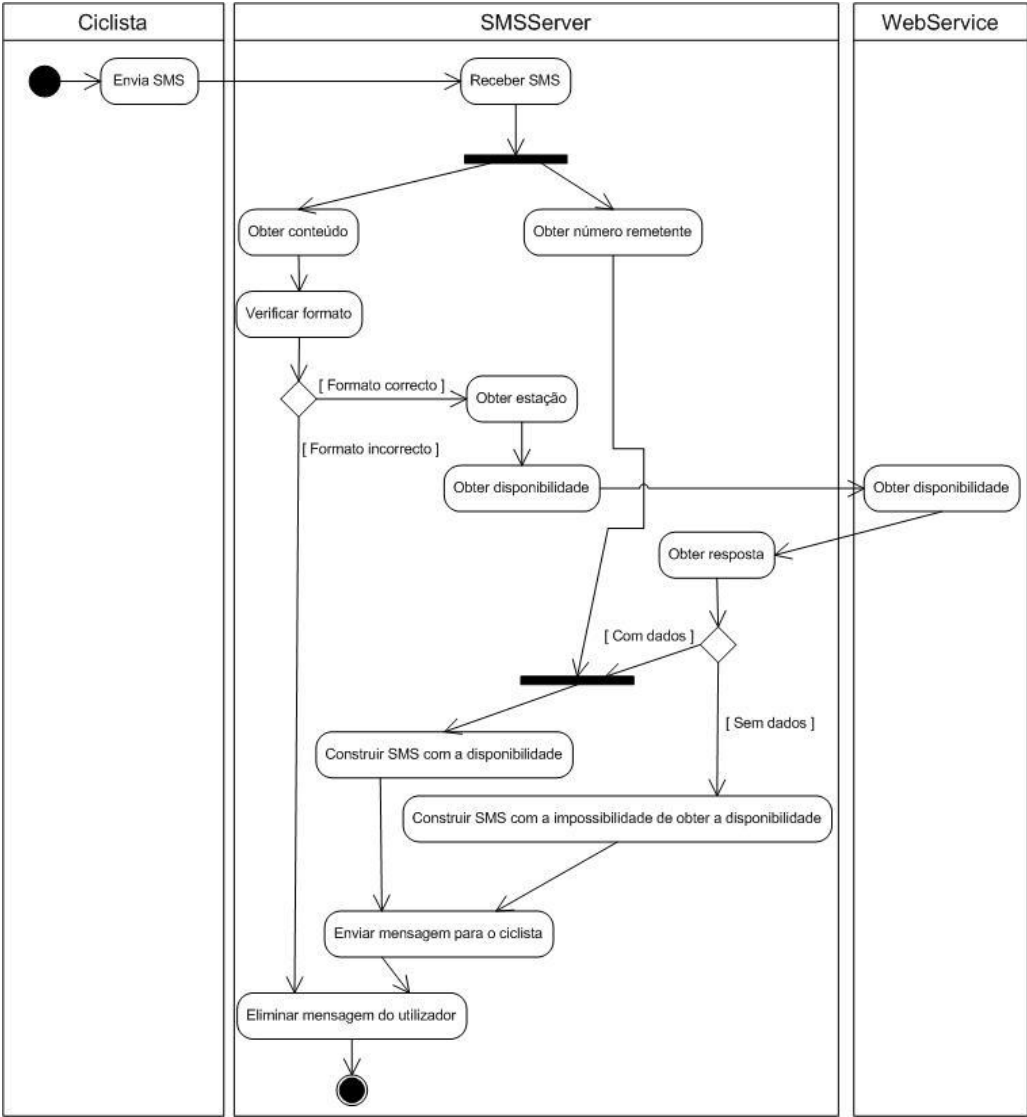 Ciclista
SMSServer
WebService
Envia SMS
Receber SMS
Obter conteúdo
Obter número remetente
Verificar formato
[ Formato correcto ]
Obter estação
[ Formato incorrecto ]
Obter disponibilidade
Obter disponibilidade
Obter resposta
[ Com dados ]
[ Sem dados ]
Construir SMS com a disponibilidade
Construir SMS com a impossibilidade de obter a disponibilidade
Enviar mensagem para o ciclista
Eliminar mensagem do utilizador